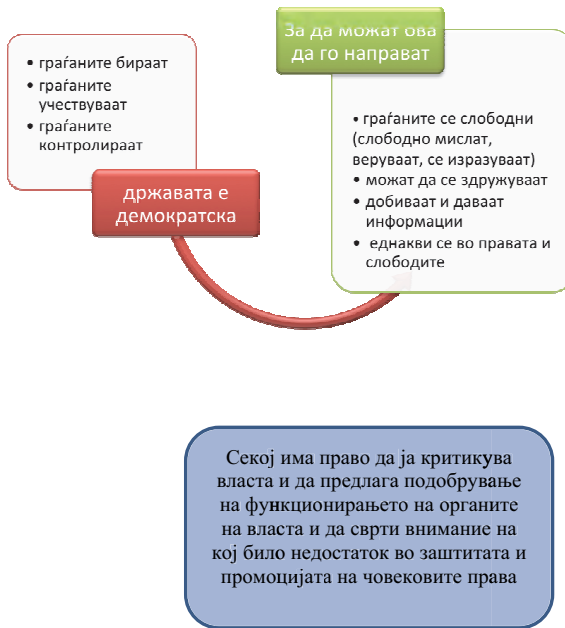 • граѓаните бираат
• граѓаните
учествуваат
• граѓаните
контролираат
државата е
демократска
За да можат ова
да го направат
• граѓаните се слободни
(слободно мислат,
веруваат, се изразуваат)
• можат да се здружуваат
• добиваат и даваат
информации
• еднакви се во правата и
слободите
Секој има право да ја критикува
власта и да предлага подобрување
на функционирањето на органите
на власта и да сврти внимание на
кој било недостаток во заштитата и
промоцијата на човековите права